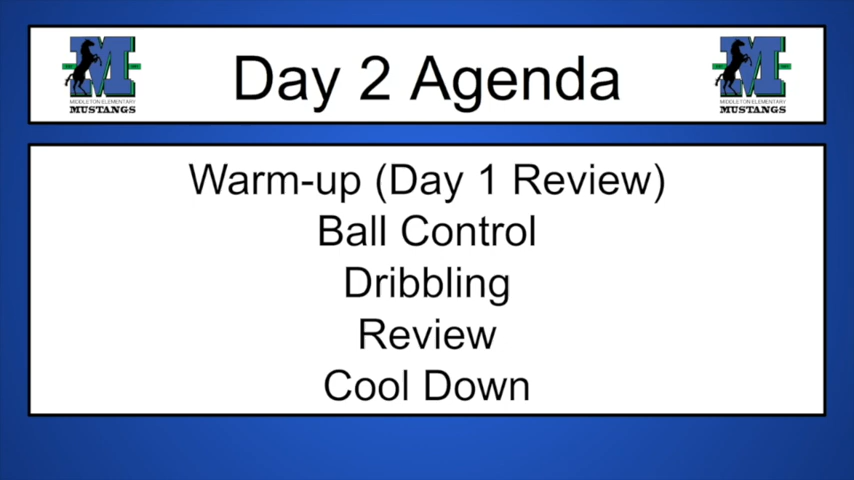 Day 2 Agenda
M
MIDDLETON ELEMENTARY
MUSTANGS
M
MIDDLETON ELEMENTARY
MUSTANGS
Warm-up (Day 1 Review)
Ball Control
Dribbling
Review
Cool Down